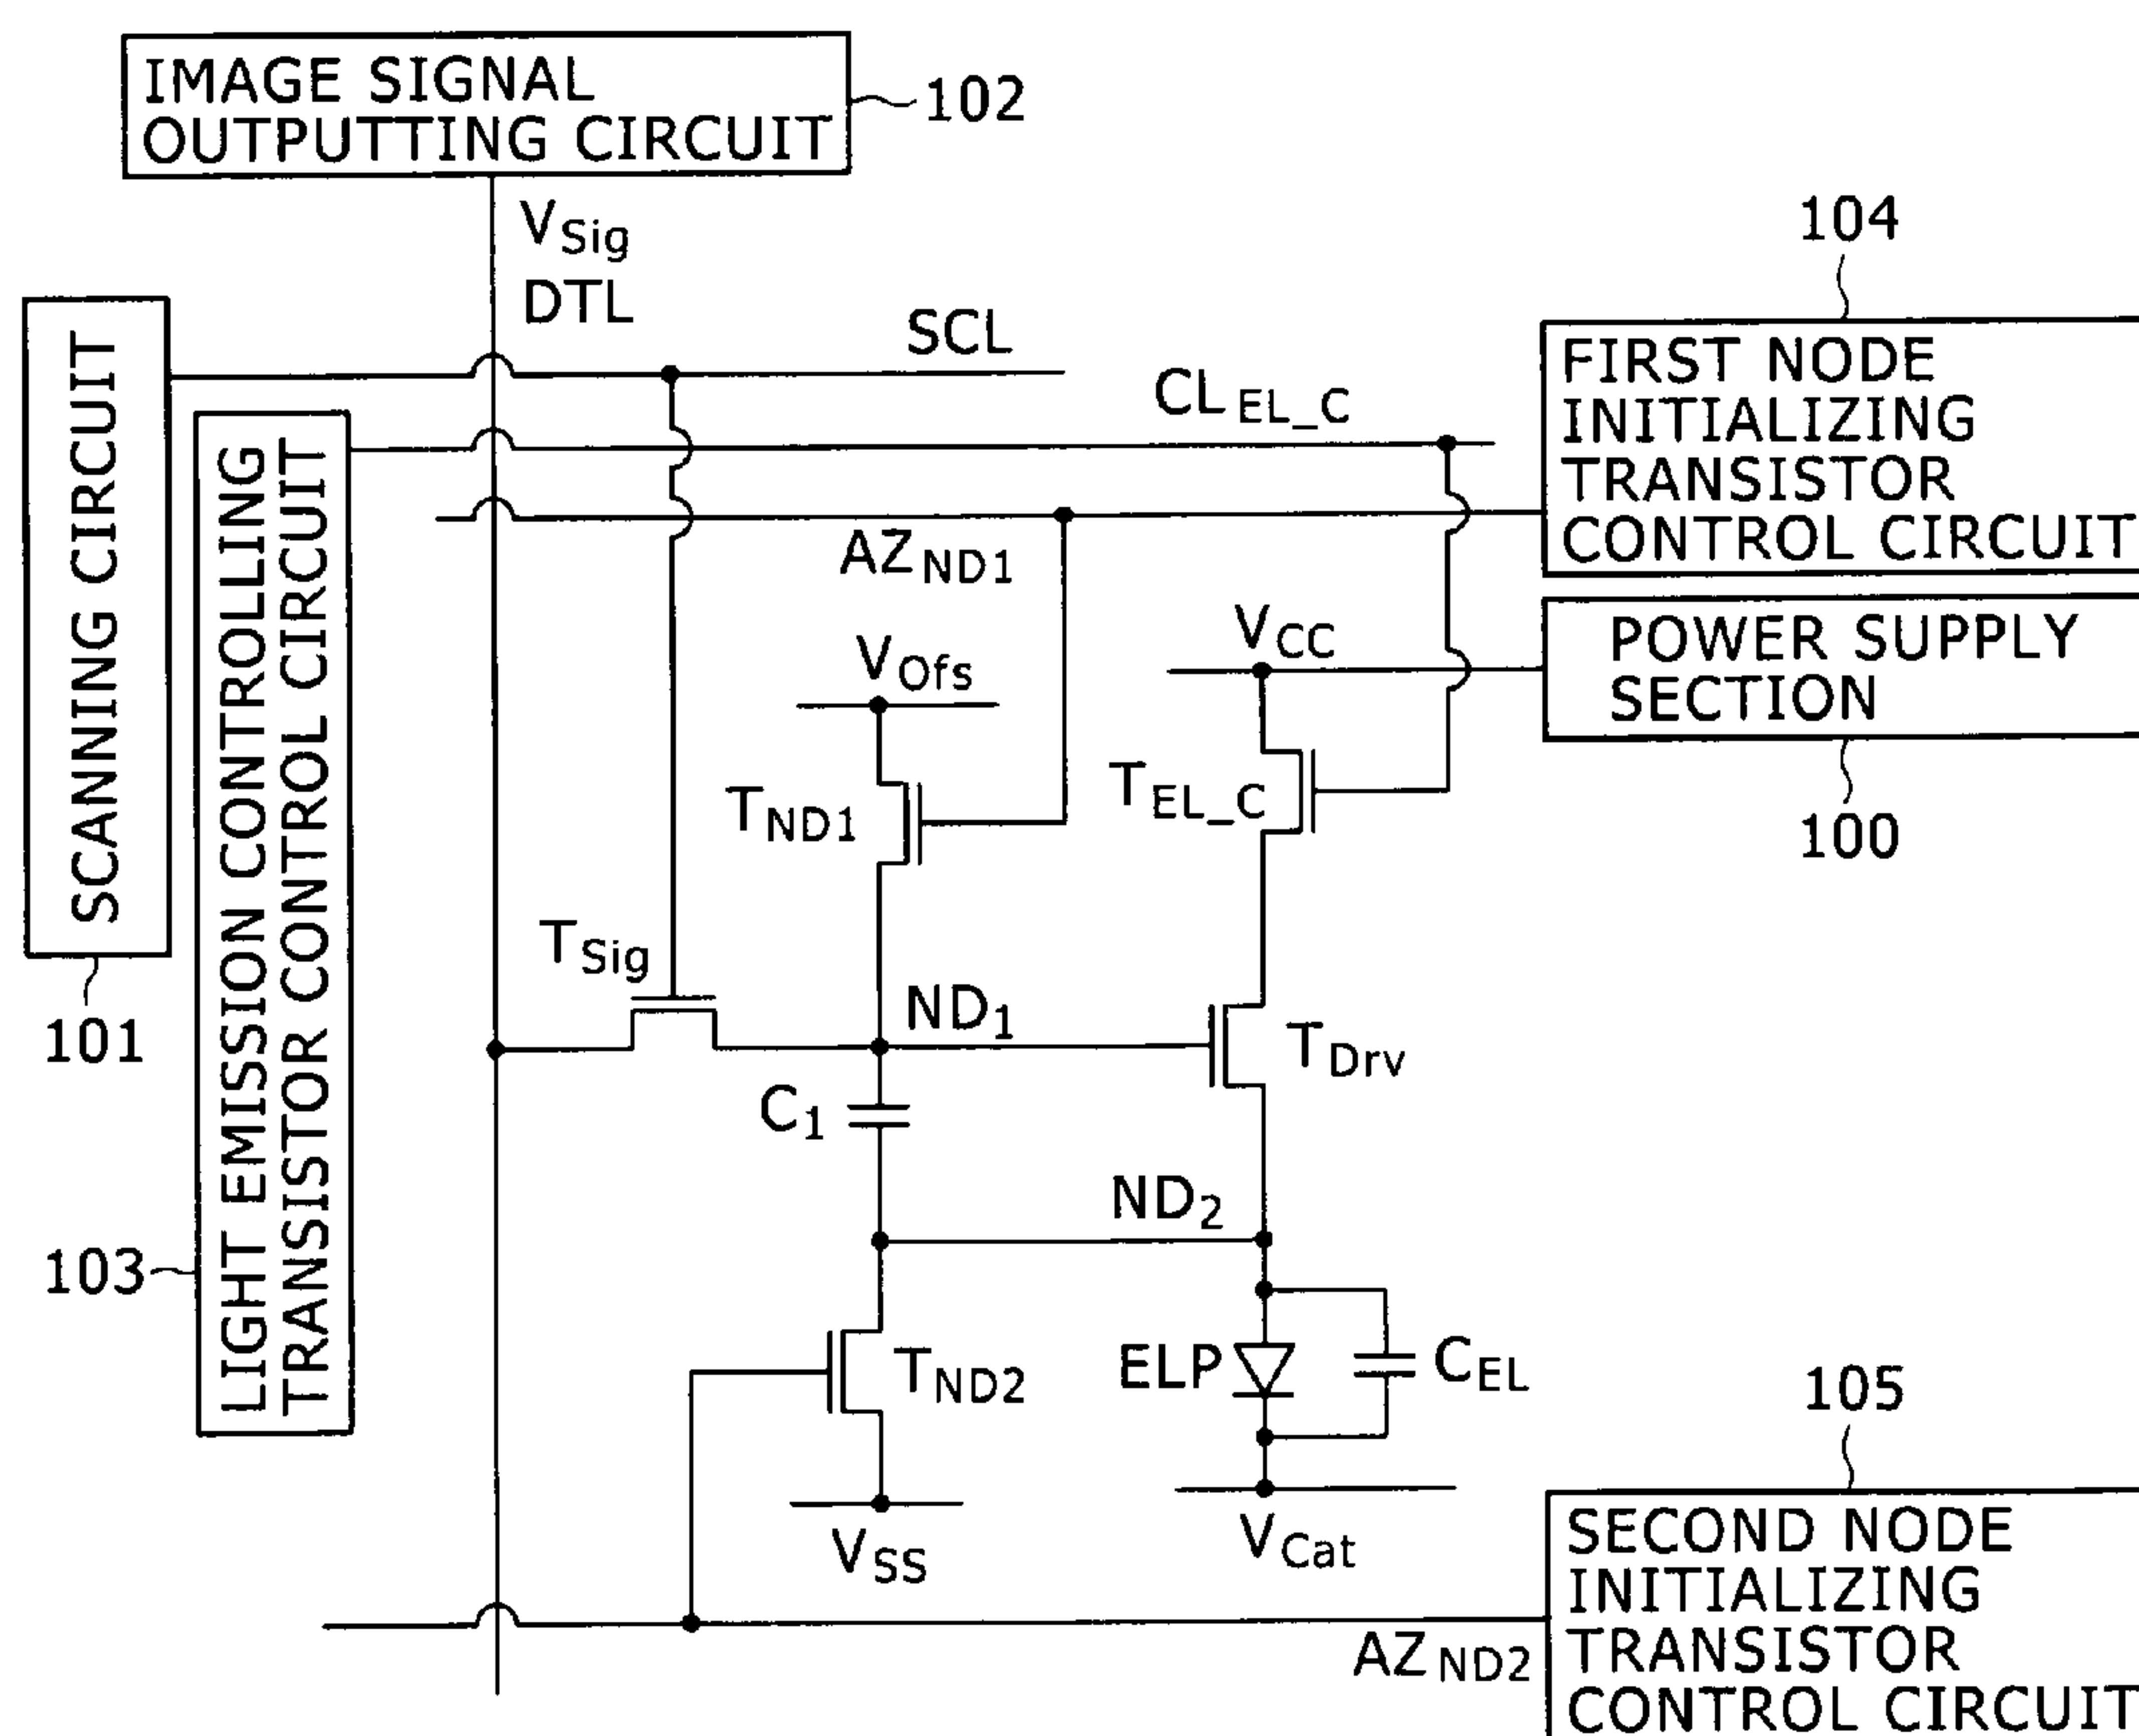 IMAGE SIGNAL
OUTPUTTING CIRCUIT
102
VSig
DTL
104
SCL
CLEL_C
FIRST NODE
INITIALIZING
TRANSISTOR
CONTROL CIRCUIT
SCANNING CIRCUIT
101
LIGHT EMISSION CONTROLLING
TRANSISTOR CONTROL CIRCUIT
103
AZND1
VCC
POWER SUPPLY
SECTION
100
VOfs
TND1
TEL_C
TSig
ND1
TDrv
C1
ND2
TND2
ELP
CEL
VSS
VCat
105
SECOND NODE
INITIALIZING
TRANSISTOR
CONTROL CIRCUIT
AZND2